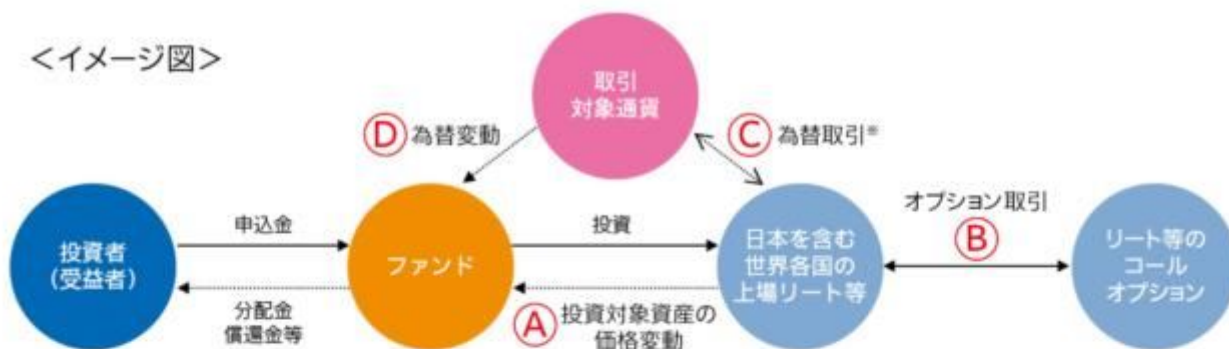 ＜イメージ図＞
取引
対象通貨
Ⓓ 為替変動
Ⓒ 為替取引※
投資者
（受益者）
申込金
分配金
償還金等
ファンド
投資
Ⓐ 投資対象資産の
価格変動
日本を含む
世界各国の
上場リート等
オプション取引
Ⓑ
リート等の
コール
オプション